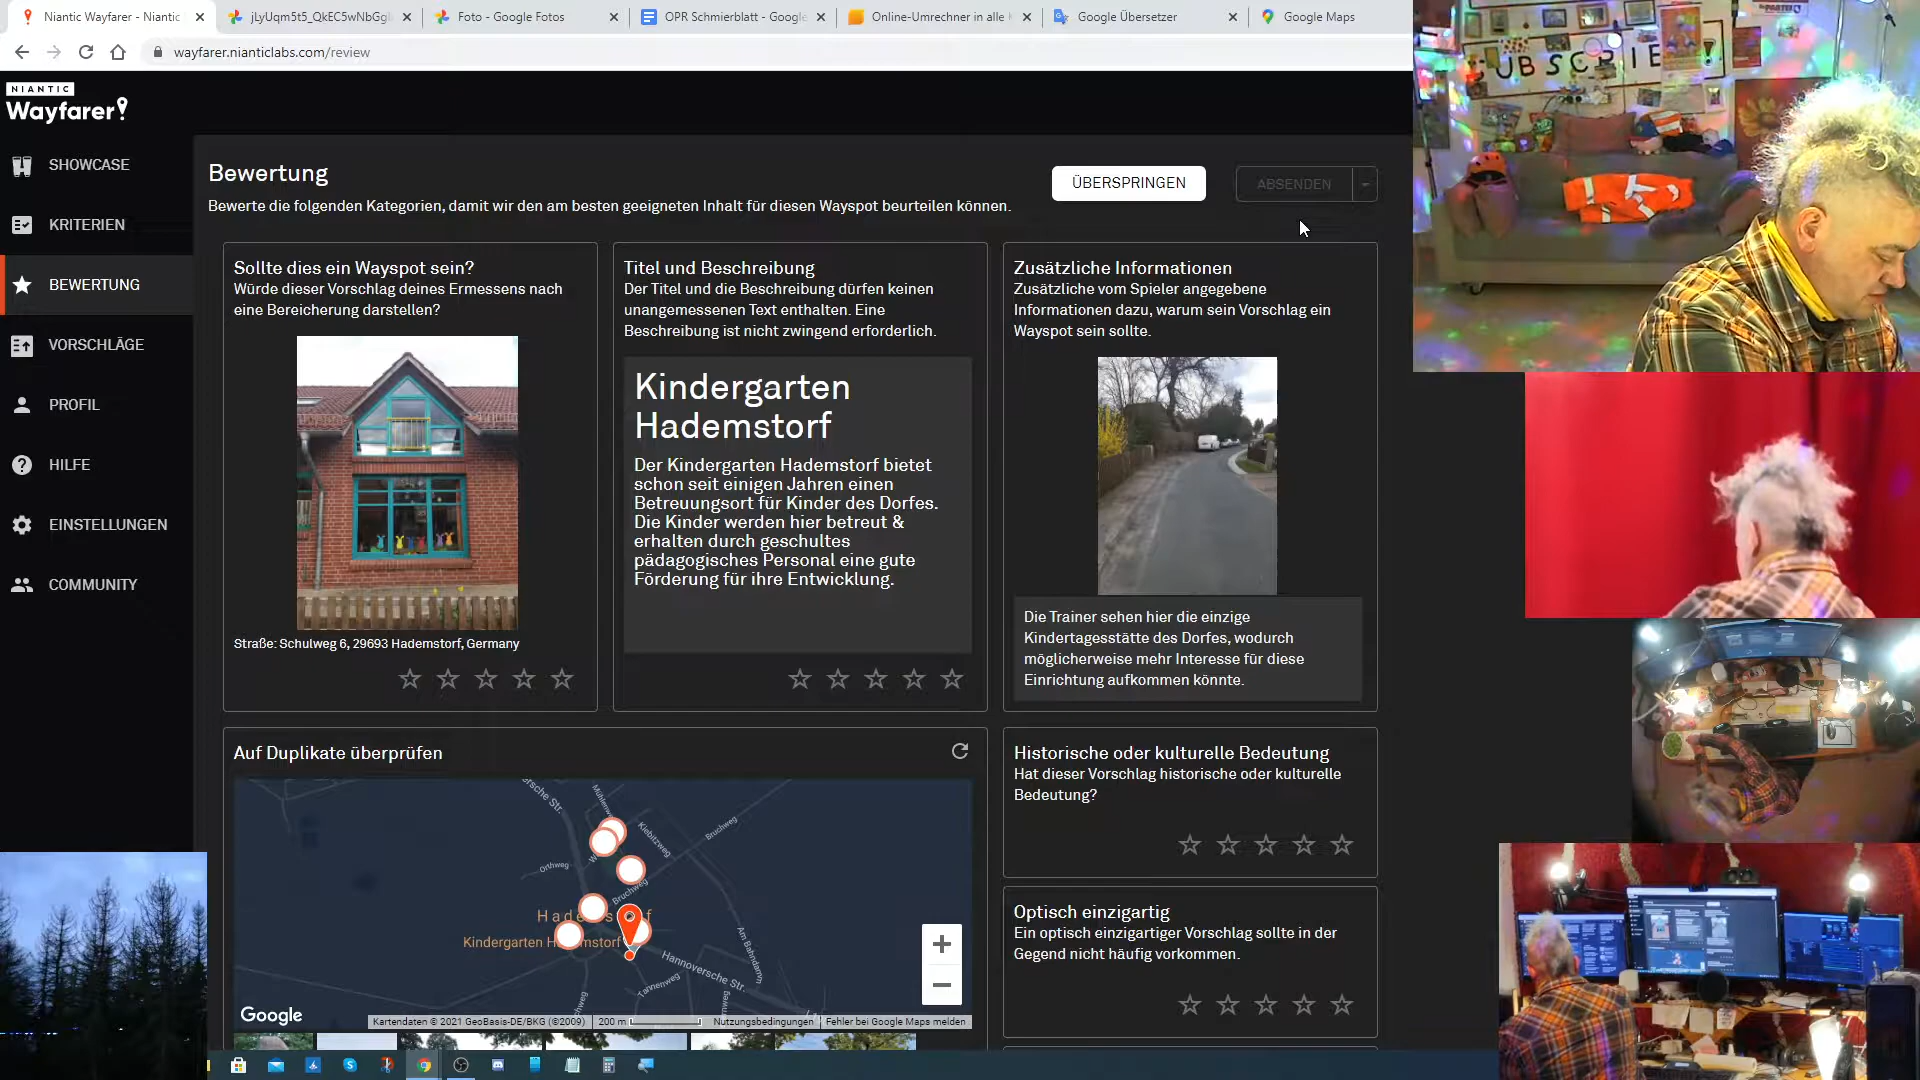 Niantic Wayfarer - Niantic
jLyUqm5t5_QkEC5wNbGgl
Foto - Google Fotos
OPR Schmierblatt - Google
Online-Umrechner in alle
Google Übersetzer
Google Maps
wayfarer.nianticlabs.com/review
SUBSCRIBE
NIANTIC
Wayfarer
SHOWCASE
KRITERIEN
BEWERTUNG
VORSCHLÄGE
PROFIL
HILFE
EINSTELLUNGEN
COMMUNITY
Bewertung
Bewerte die folgenden Kategorien, damit wir den am besten geeigneten Inhalt für diesen Wayspot beurteilen können.
ÜBERSPRINGEN
ABSENDEN
Sollte dies ein Wayspot sein?
Würde dieser Vorschlag deines Ermessens nach
eine Bereicherung darstellen?
Straße: Schulweg 6, 29693 Hademstorf, Germany
Titel und Beschreibung
Der Titel und die Beschreibung dürfen keinen
unangemessenen Text enthalten. Eine
Beschreibung ist nicht zwingend erforderlich.
Kindergarten
Hademstorf
Der Kindergarten Hademstorf bietet
schon seit einigen Jahren einen
Betreuungsort für Kinder des Dorfes.
Die Kinder werden hier betreut &
erhalten durch geschultes
pädagogisches Personal eine gute
Förderung für ihre Entwicklung.
Zusätzliche Informationen
Zusätzliche vom Spieler angegebene
Informationen dazu, warum sein Vorschlag ein
Wayspot sein sollte.
Die Trainer sehen hier die einzige
Kindertagesstätte des Dorfes, wodurch
möglicherweise mehr Interesse für diese
Einrichtung aufkommen könnte.
Auf Duplikate überprüfen
Kiebitzweg
Bruchweg
Orthweg
Bruchweg
Kindergarten
Hannoversche Str.
Tannenweg
Am Bahndamm
Google
Kartendaten © 2021 GeoBasis-DE/BKG (©2009)
200 m
Nutzungsbedingungen
Fehler bei Google Maps melden
Historische oder kulturelle Bedeutung
Hat dieser Vorschlag historische oder kulturelle
Bedeutung?
Optisch einzigartig
Ein optisch einzigartiger Vorschlag sollte in der
Gegend nicht häufig vorkommen.